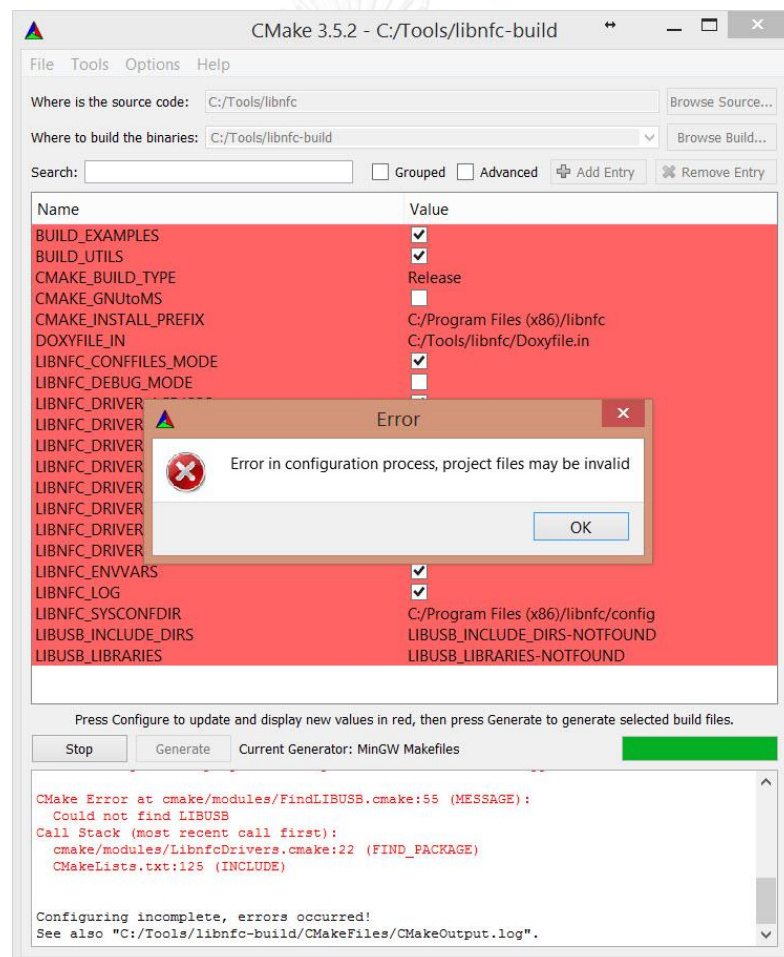 CMake 3.5.2 - C:/Tools/libnfc-build
File Tools Options Help
Where is the source code: C:/Tools/libnfc Browse Source...
Where to build the binaries: C:/Tools/libnfc-build Browse Build...
Search: Grouped Advanced Add Entry Remove Entry
Name Value
BUILD_EXAMPLES
BUILD_UTILS
CMAKE_BUILD_TYPE Release
CMAKE_GNUtoMS
CMAKE_INSTALL_PREFIX C:/Program Files (x86)/libnfc
DOXYFILE_IN C:/Tools/libnfc/Doxyfile.in
LIBNFC_CONFFILES_MODE
LIBNFC_DEBUG_MODE
LIBNFC_DRIVER
LIBNFC_DRIVER
LIBNFC_DRIVER
LIBNFC_DRIVER
LIBNFC_DRIVER
LIBNFC_DRIVER
LIBNFC_DRIVER
LIBNFC_DRIVER
Error
Error in configuration process, project files may be invalid
OK
LIBNFC_ENVVARS
LIBNFC_LOG
LIBNFC_SYSCONFDIR C:/Program Files (x86)/libnfc/config
LIBUSB_INCLUDE_DIRS LIBUSB_INCLUDE_DIRS-NOTFOUND
LIBUSB_LIBRARIES LIBUSB_LIBRARIES-NOTFOUND
Press Configure to update and display new values in red, then press Generate to generate selected build files.
Stop Generate Current Generator: MinGW Makefiles
CMake Error at cmake/modules/FindLIBUSB.cmake:55 (MESSAGE):
Could not find LIBUSB
Call Stack (most recent call first):
cmake/modules/LibnfcDrivers.cmake:22 (FIND_PACKAGE)
CMakeLists.txt:125 (INCLUDE)
Configuring incomplete, errors occurred!
See also "C:/Tools/libnfc-build/CMakeFiles/CMakeOutput.log".